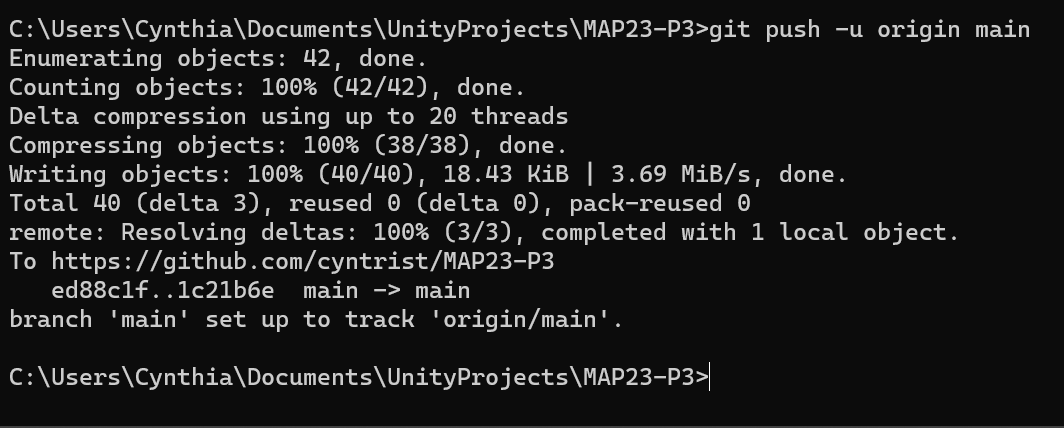 C:\Users\Cynthia\Documents\UnityProjects\MAP23-P3>git push -u origin main
Enumerating objects: 42, done.
Counting objects: 100% (42/42), done.
Delta compression using up to 20 threads
Compressing objects: 100% (38/38), done.
Writing objects: 100% (40/40), 18.43 KiB | 3.69 MiB/s, done.
Total 40 (delta 3), reused 0 (delta 0), pack-reused 0
remote: Resolving deltas: 100% (3/3), completed with 1 local object.
To https://github.com/cyntrist/MAP23-P3
   ed88c1f..1c21b6e  main -> main
branch 'main' set up to track 'origin/main'.
C:\Users\Cynthia\Documents\UnityProjects\MAP23-P3>